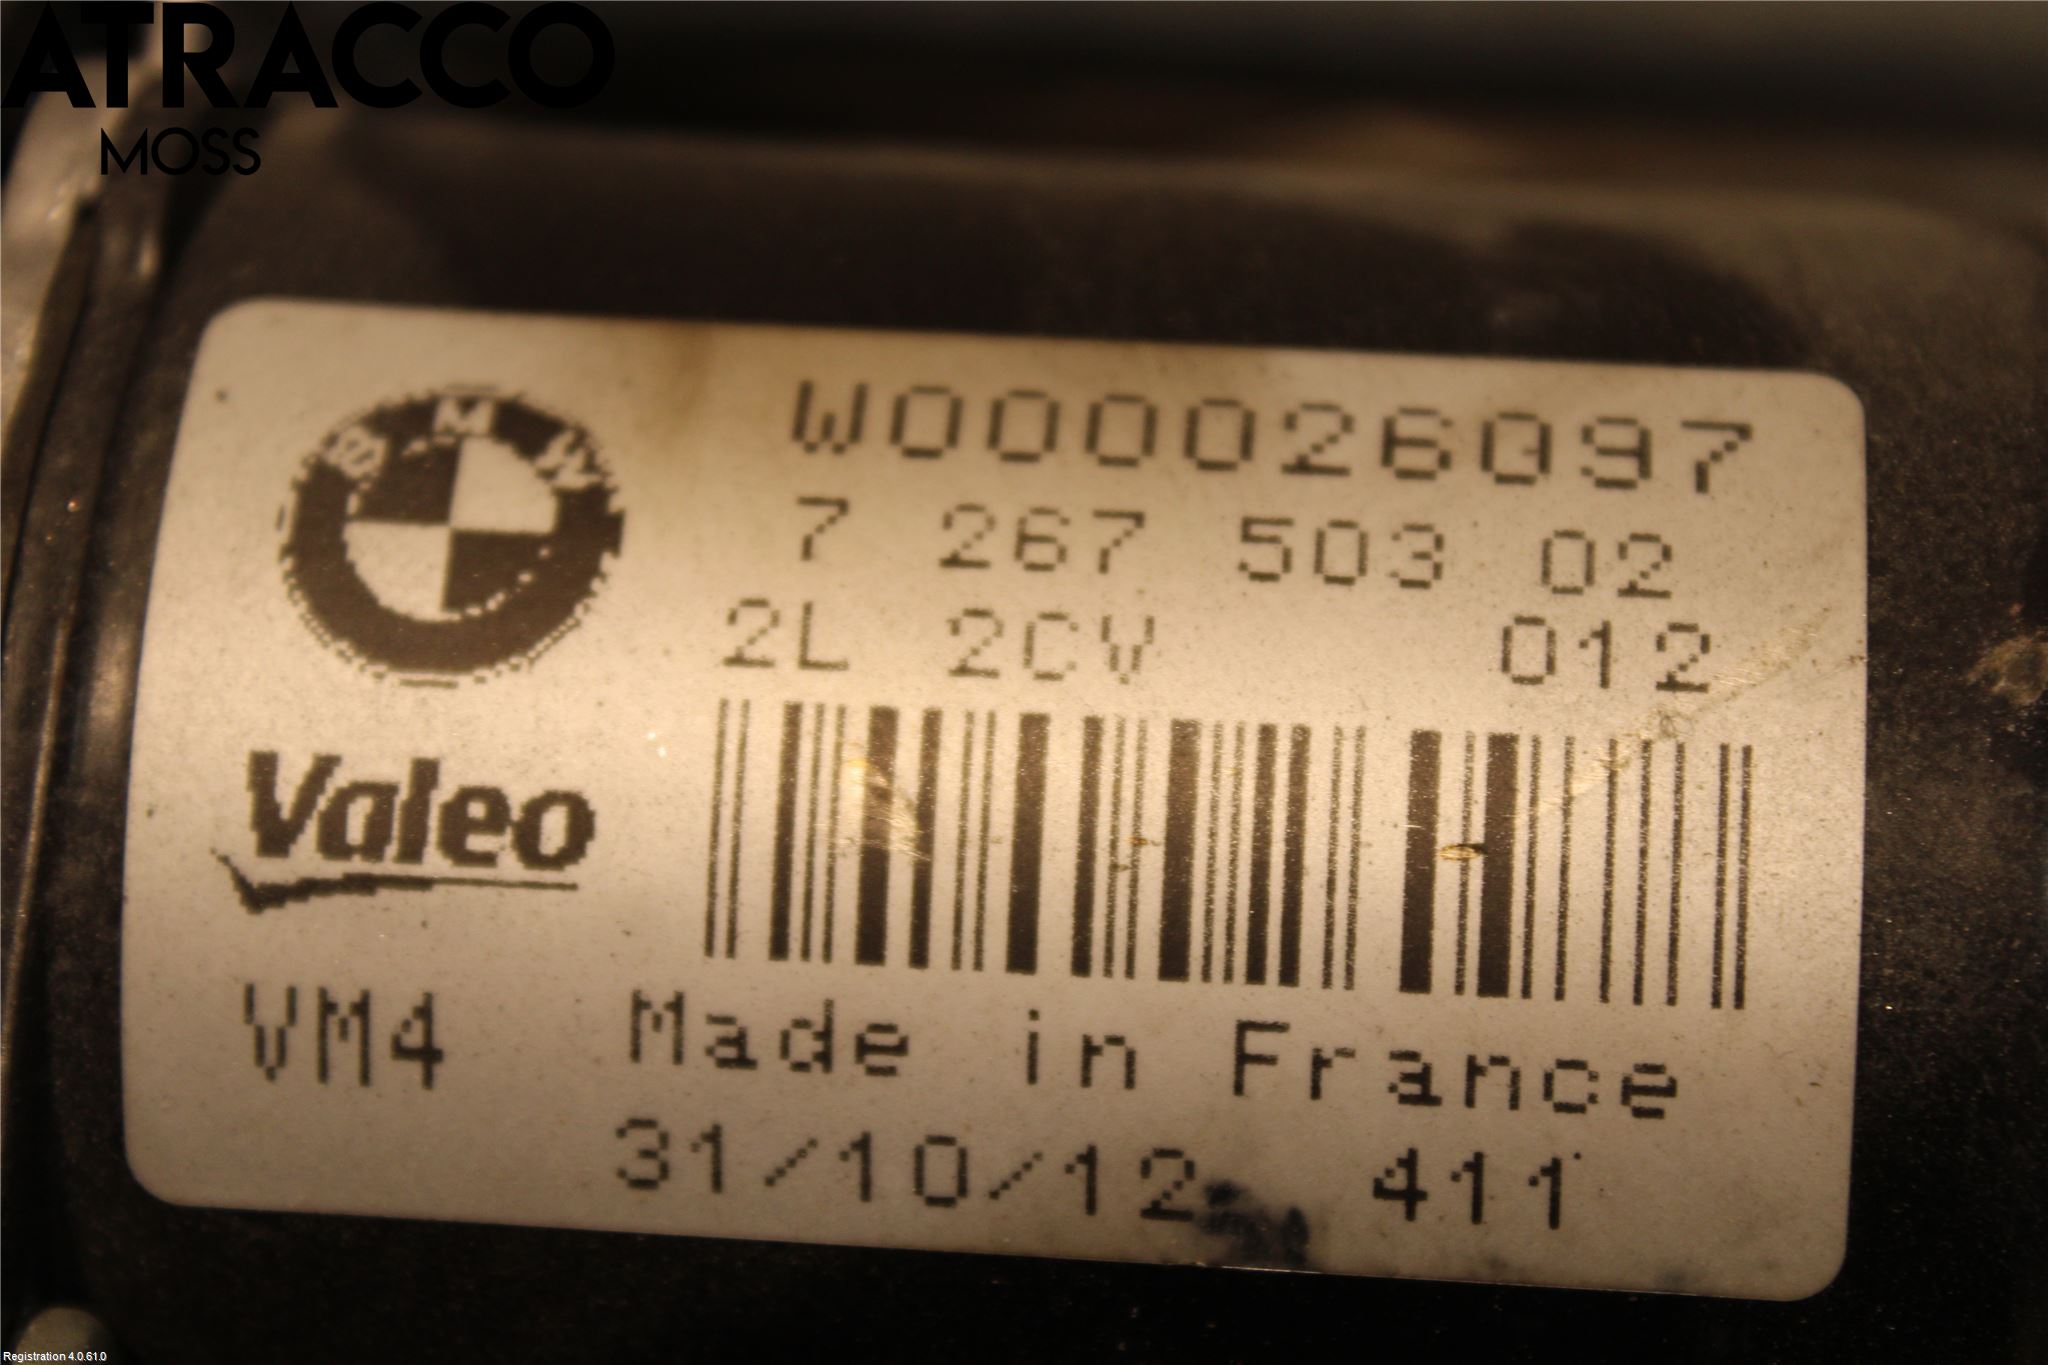 ATRACCO
MOSS
BMW
W000026097
7 267 503 02
2L 2CV 012
Valeo
VM4 Made in France
31/10/12 411
Registration 4.0.61.0